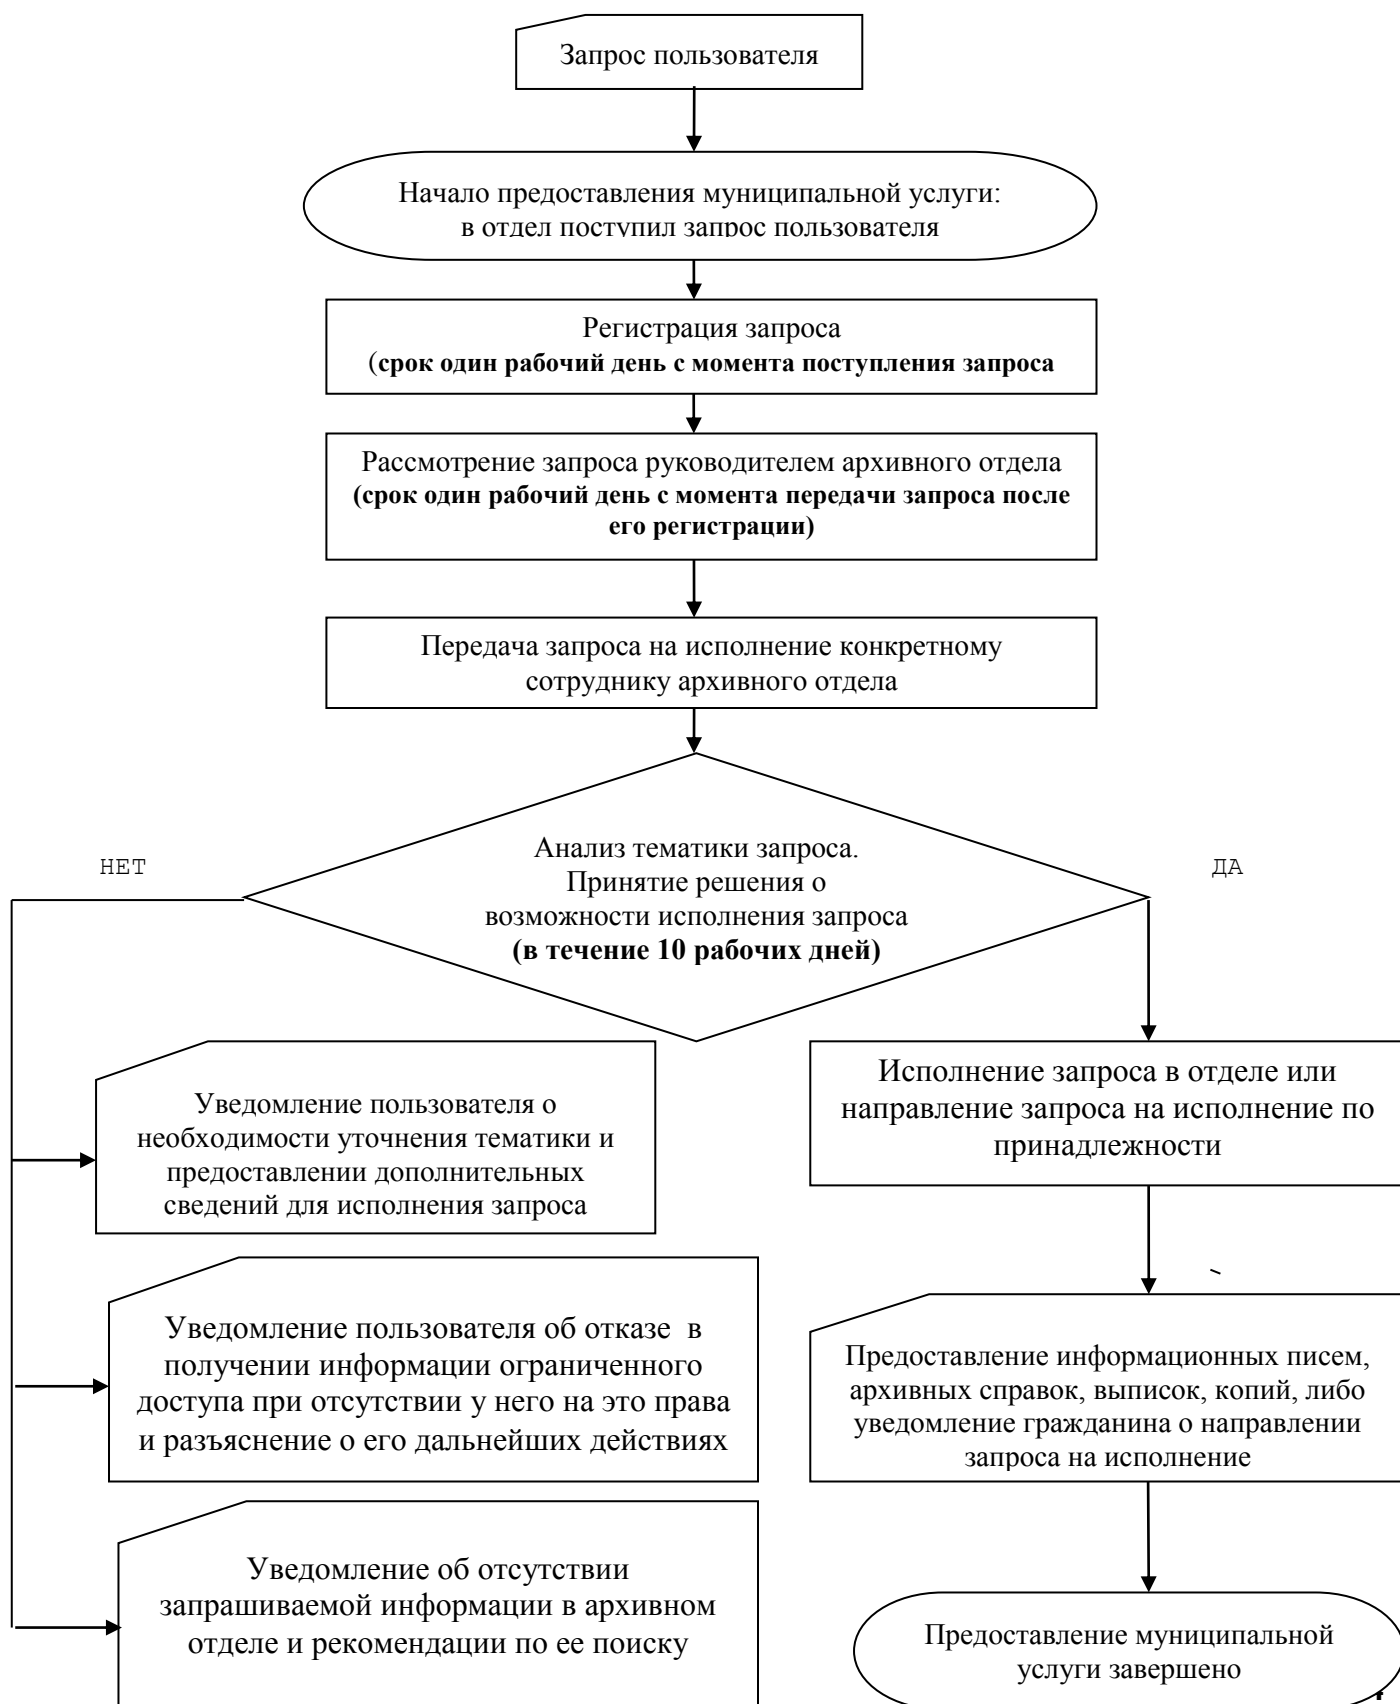 Запрос пользователя
Начало предоставления муниципальной услуги:
в отдел поступил запрос пользователя
Регистрация запроса
(срок один рабочий день с момента поступления запроса
Рассмотрение запроса руководителем архивного отдела
(срок один рабочий день с момента передачи запроса после
его регистрации)
Передача запроса на исполнение конкретному
сотруднику архивного отдела
НЕТ
ДА
Анализ тематики запроса.
Принятие решения о
возможности исполнения запроса
(в течение 10 рабочих дней)
Уведомление пользователя о
необходимости уточнения тематики и
предоставлении дополнительных
сведений для исполнения запроса
Исполнение запроса в отделе или
направление запроса на исполнение по
принадлежности
Уведомление пользователя об отказе в
получении информации ограниченного
доступа при отсутствии у него на это права
и разъяснение о его дальнейших действиях
Предоставление информационных писем,
архивных справок, выписок, копий, либо
уведомление гражданина о направлении
запроса на исполнение
Уведомление об отсутствии
запрашиваемой информации в архивном
отделе и рекомендации по ее поиску
Предоставление муниципальной
услуги завершено